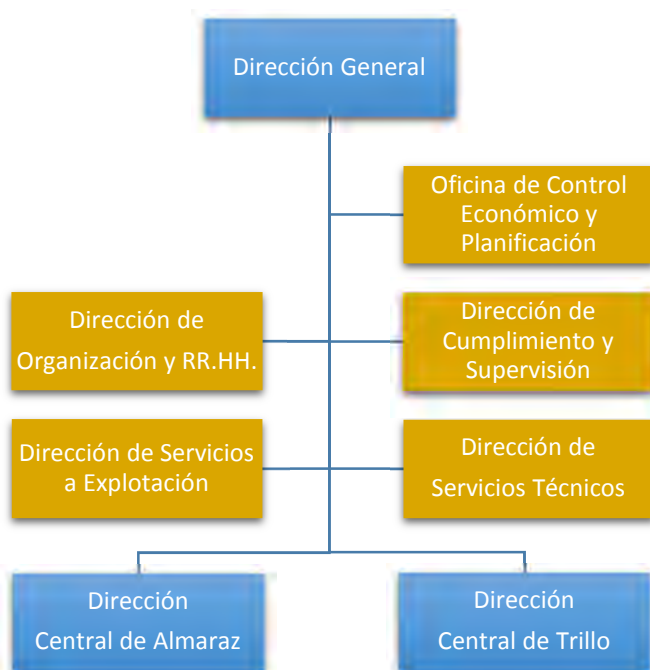 Dirección General
Oficina de Control
Económico y
Planificación
Dirección de
Organización y RR.HH.
Dirección de
Cumplimiento y
Supervisión
Dirección de Servicios
a Explotación
Dirección de
Servicios Técnicos
Dirección
Central de Almaraz
Dirección
Central de Trillo